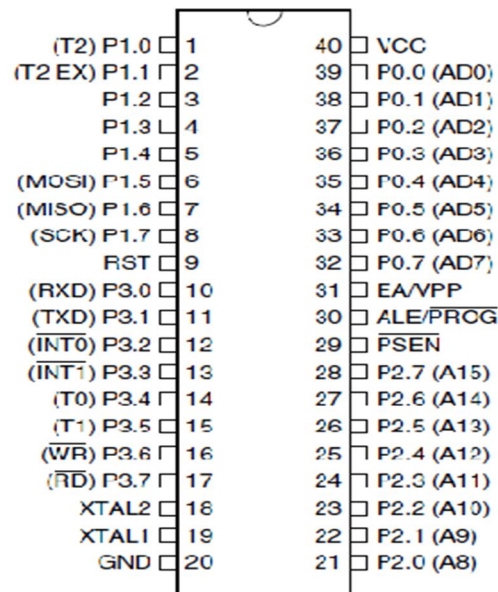 (T2) P1.0 1 40 VCC
(T2 EX) P1.1 2 39 P0.0 (AD0)
P1.2 3 38 P0.1 (AD1)
P1.3 4 37 P0.2 (AD2)
P1.4 5 36 P0.3 (AD3)
(MOSI) P1.5 6 35 P0.4 (AD4)
(MISO) P1.6 7 34 P0.5 (AD5)
(SCK) P1.7 8 33 P0.6 (AD6)
RST 9 32 P0.7 (AD7)
(RXD) P3.0 10 31 EA/VPP
(TXD) P3.1 11 30 ALE/P̅R̅O̅G̅
(I̅N̅T̅0̅) P3.2 12 29 P̅S̅E̅N̅
(I̅N̅T̅1̅) P3.3 13 28 P2.7 (A15)
(T0) P3.4 14 27 P2.6 (A14)
(T1) P3.5 15 26 P2.5 (A13)
(W̅R̅) P3.6 16 25 P2.4 (A12)
(R̅D̅) P3.7 17 24 P2.3 (A11)
XTAL2 18 23 P2.2 (A10)
XTAL1 19 22 P2.1 (A9)
GND 20 21 P2.0 (A8)